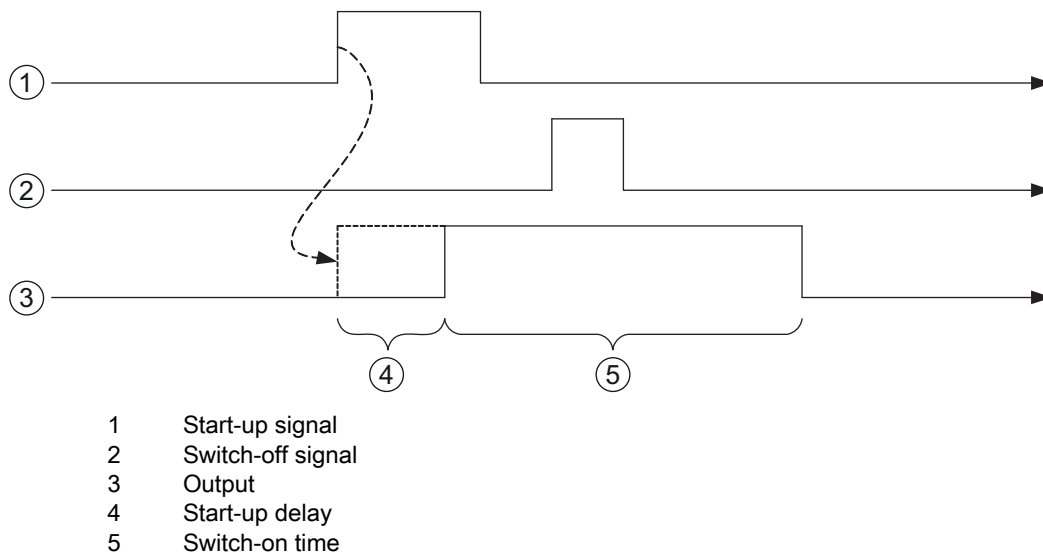 1
2
3
4 5
1 Start-up signal
2 Switch-off signal
3 Output
4 Start-up delay
5 Switch-on time